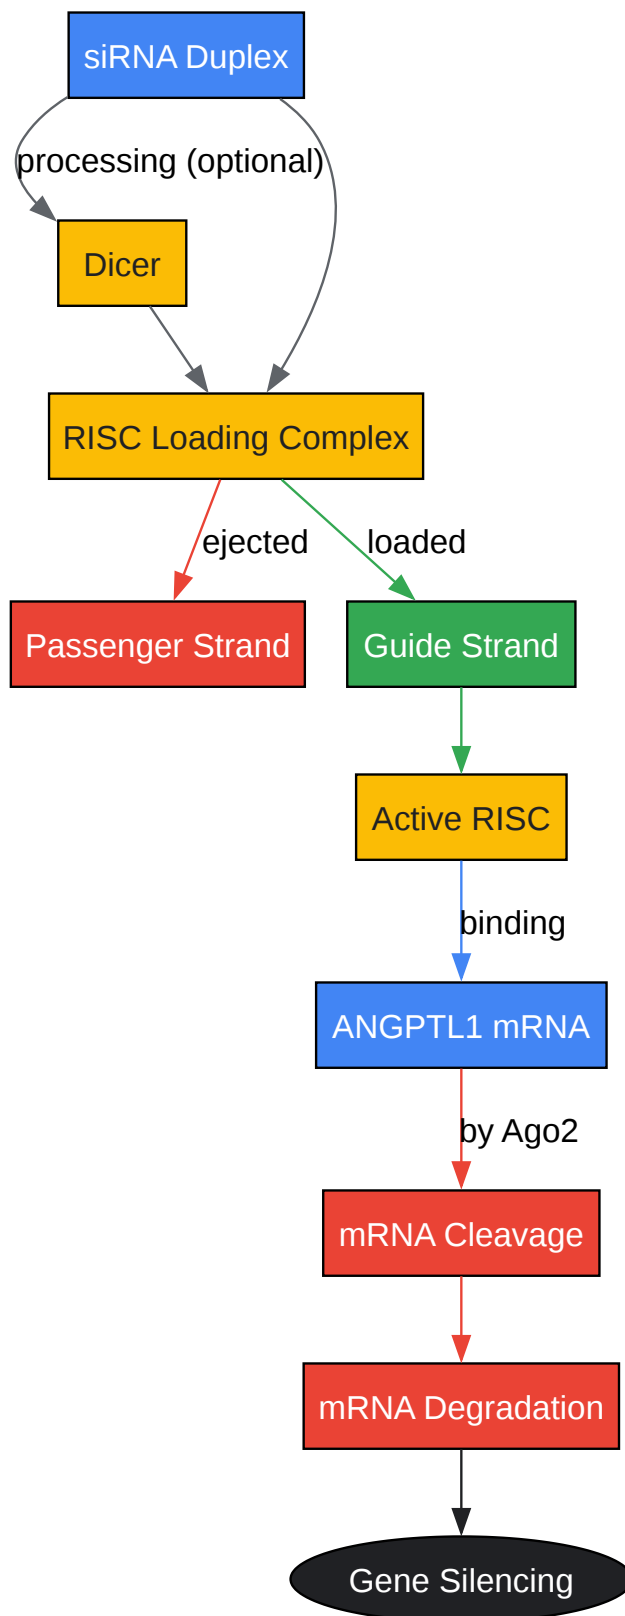 siRNA Duplex
processing (optional)
Dicer
RISC Loading Complex
ejected
loaded
Passenger Strand
Guide Strand
Active RISC
binding
ANGPTL1 mRNA
by Ago2
mRNA Cleavage
mRNA Degradation
Gene Silencing